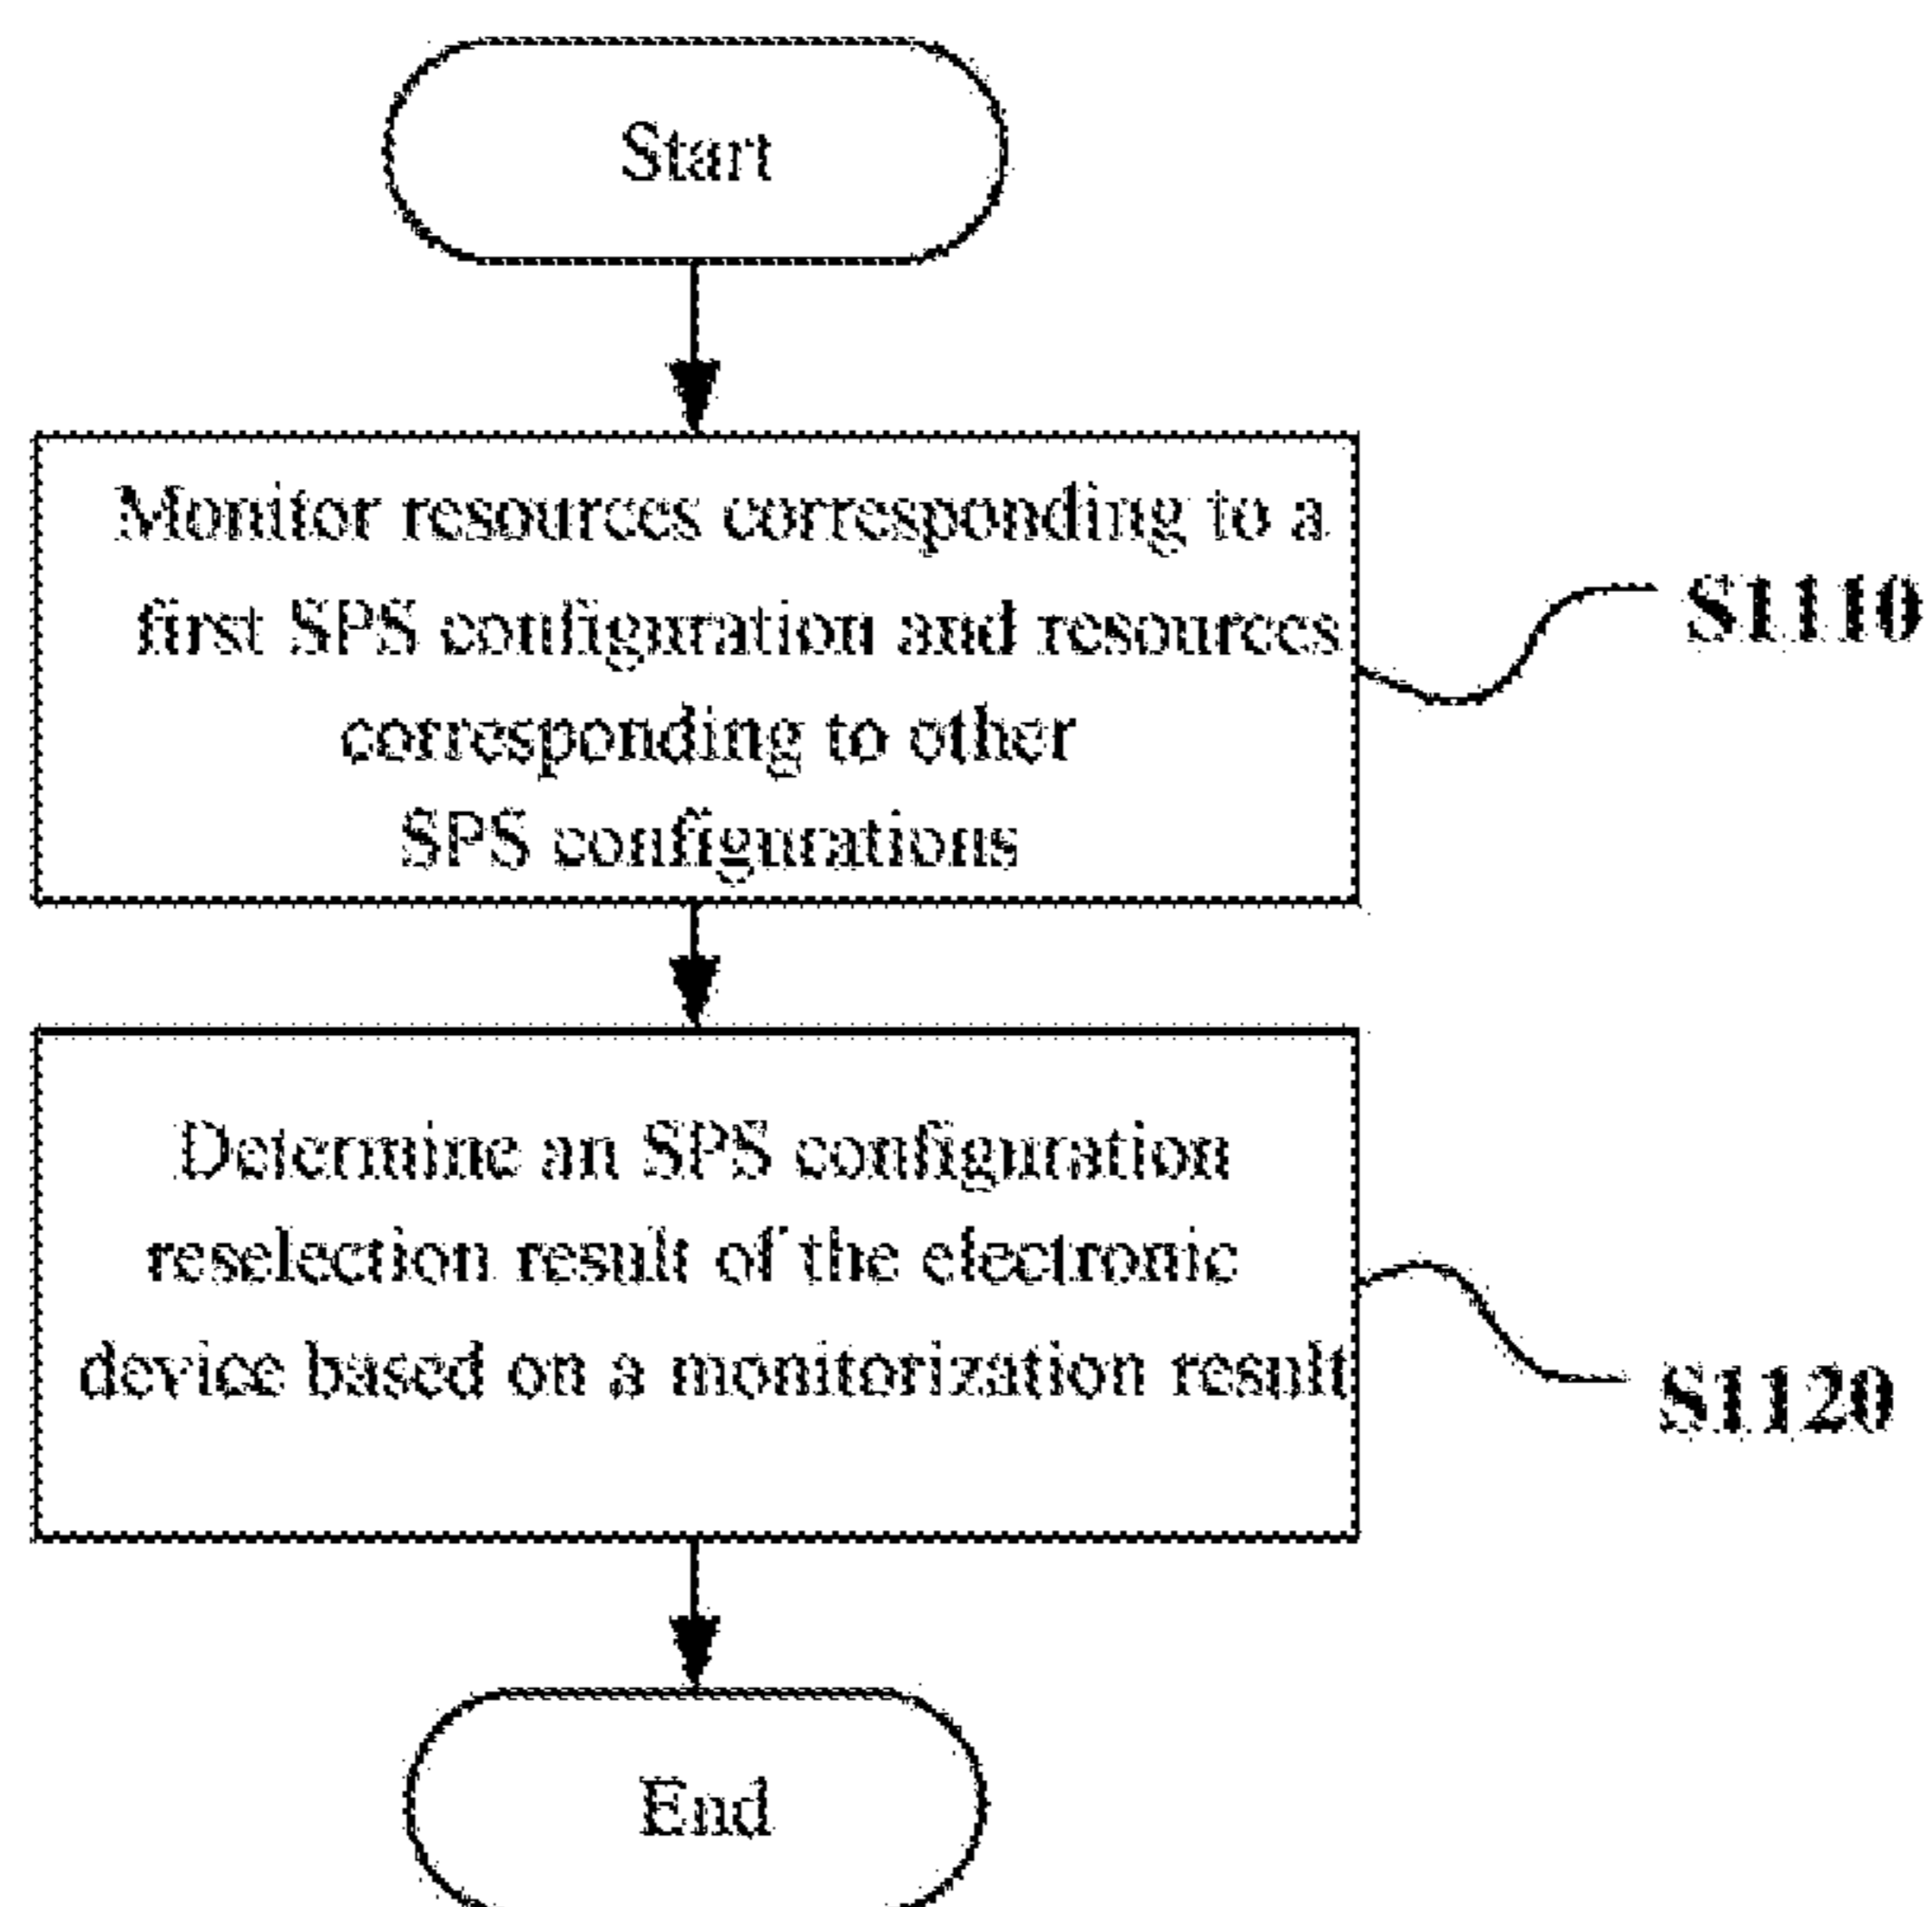 Start
Monitor resources corresponding to a
first SPS configuration and resources
corresponding to other
SPS configurations
S1110
Determine an SPS configuration
reselection result of the electronic
device based on a monitorization result
S1120
End